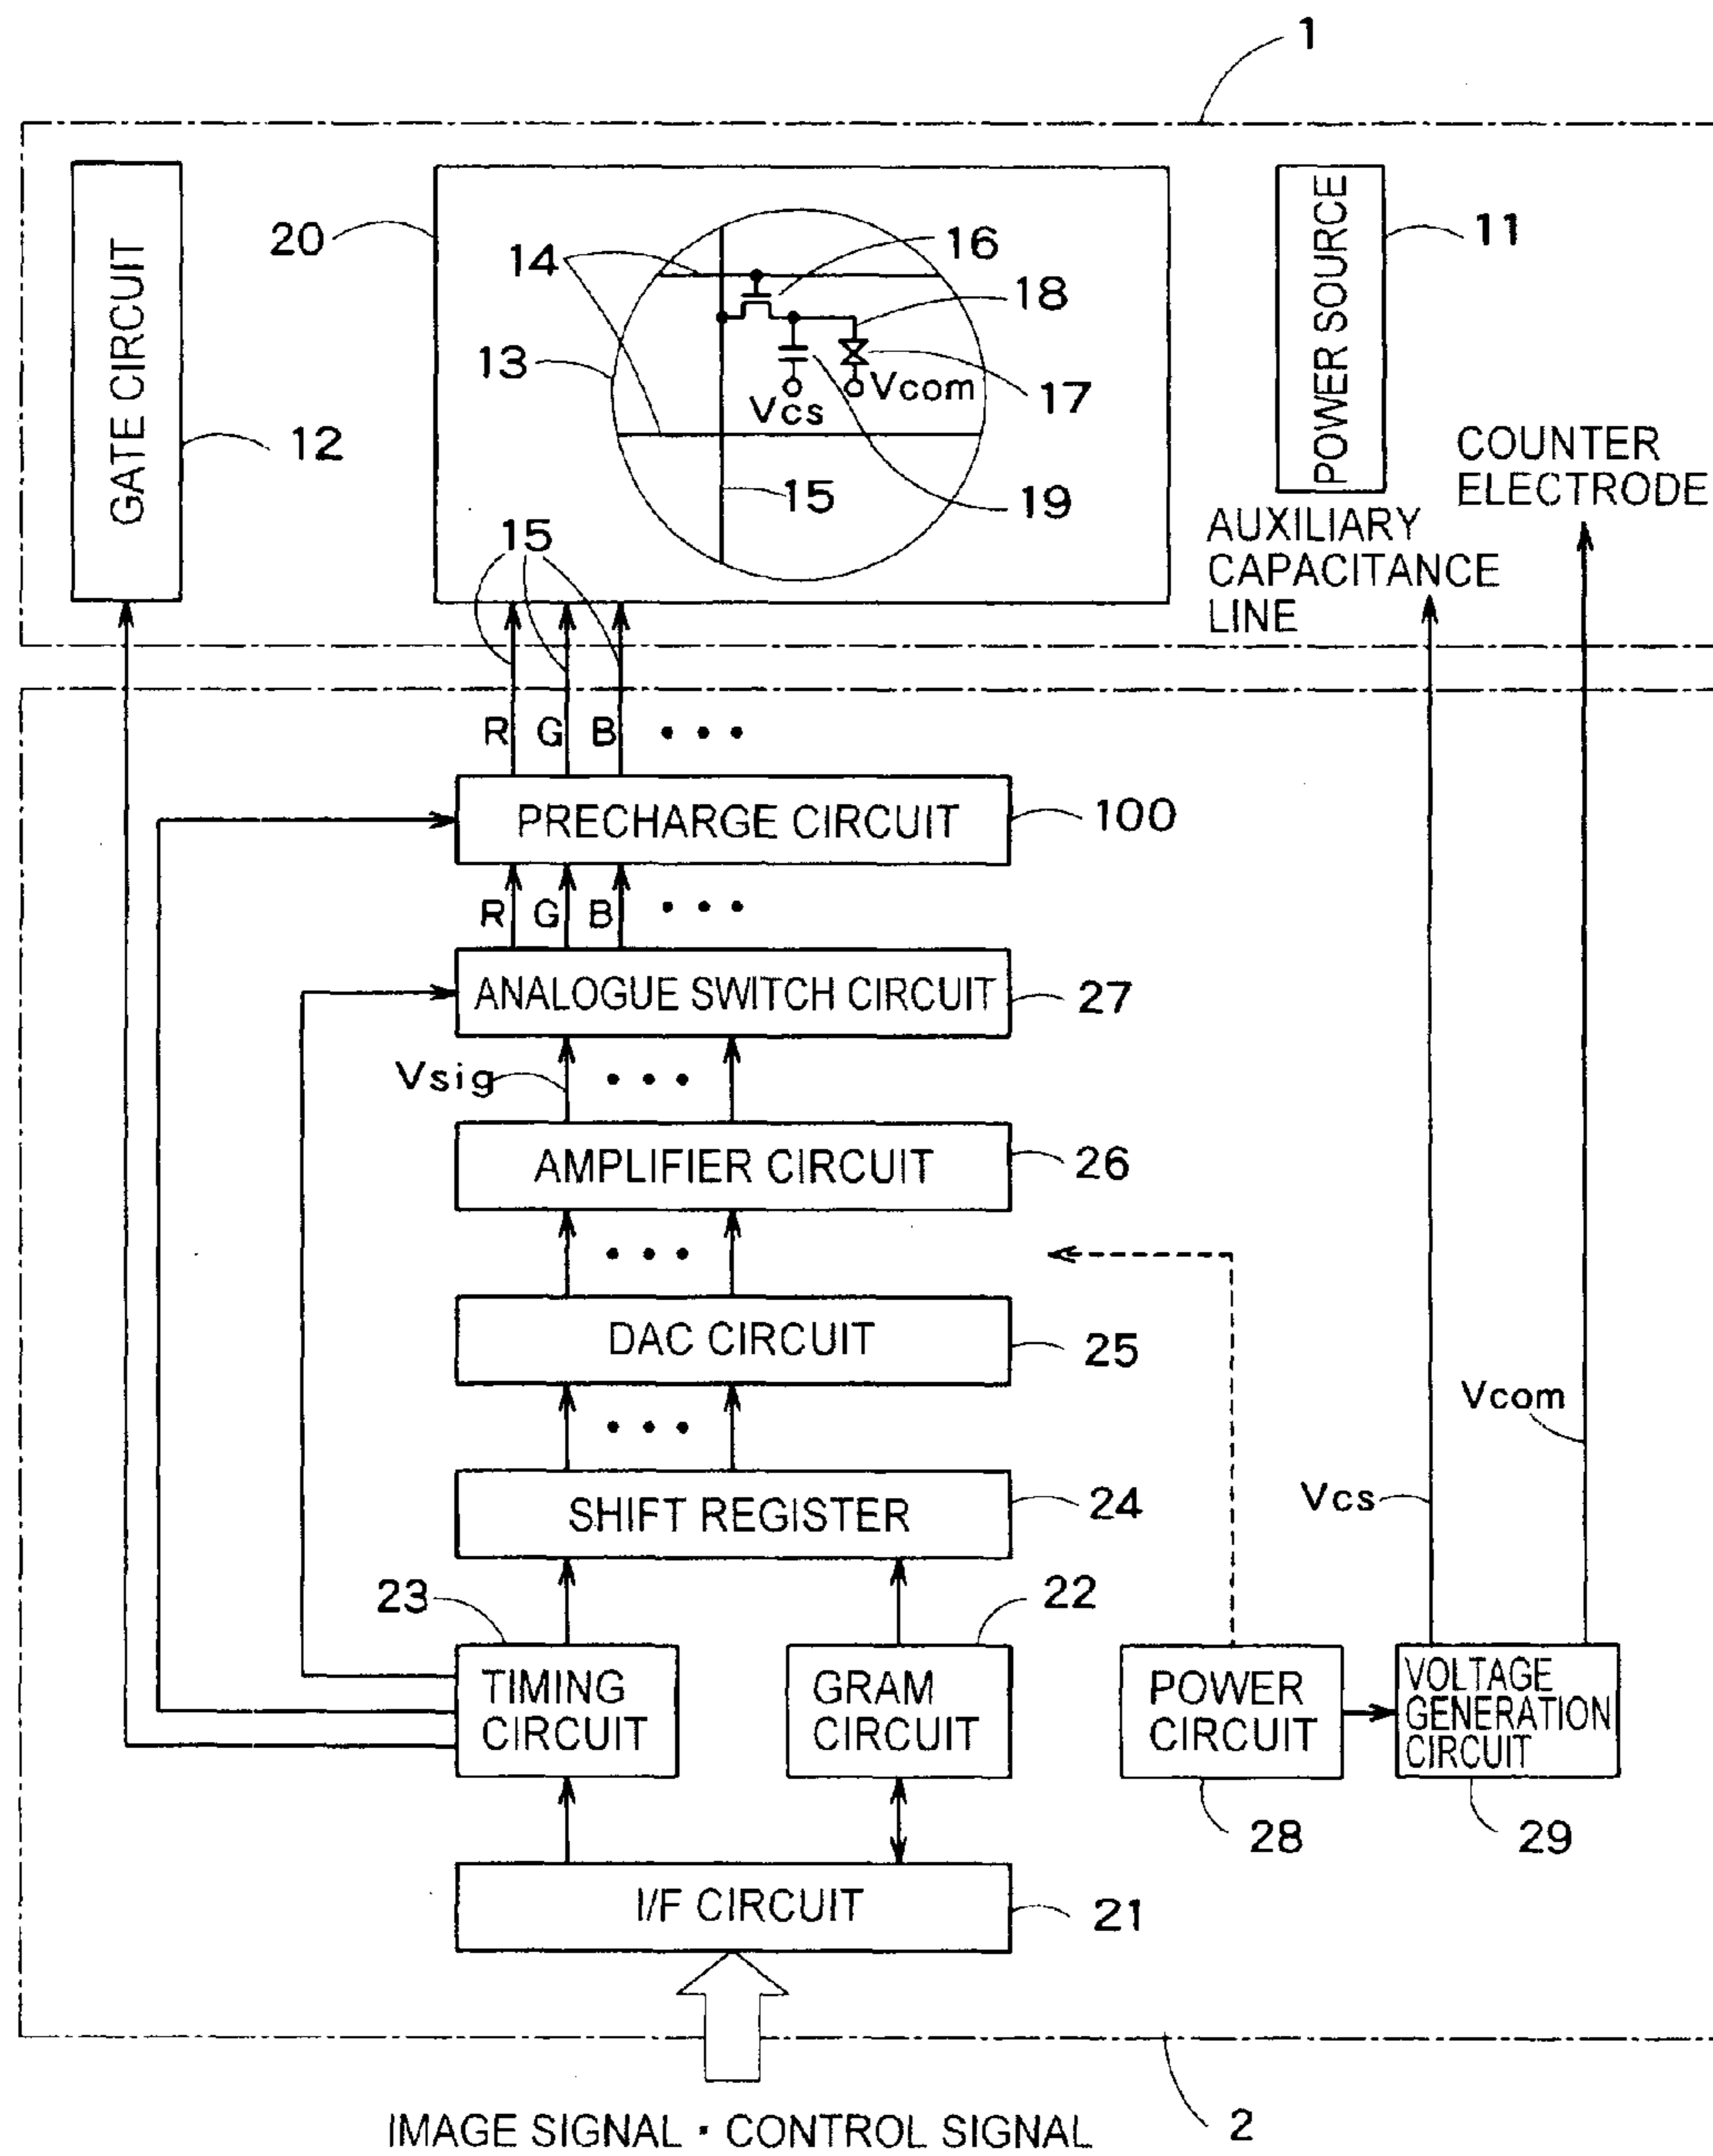 1
GATE CIRCUIT
12
20
13
14
16
18
17
Vcom
Vcs
15
19
POWER SOURCE
11
COUNTER
ELECTRODE
AUXILIARY
CAPACITANCE
LINE
15
R G B • • •
PRECHARGE CIRCUIT
100
R G B • • •
ANALOGUE SWITCH CIRCUIT
27
Vsig
• • •
AMPLIFIER CIRCUIT
26
• • •
DAC CIRCUIT
25
• • •
Vcom
Vcs
SHIFT REGISTER
24
23
22
TIMING
CIRCUIT
GRAM
CIRCUIT
POWER
CIRCUIT
VOLTAGE
GENERATION
CIRCUIT
28
29
I/F CIRCUIT
21
IMAGE SIGNAL・CONTROL SIGNAL
2